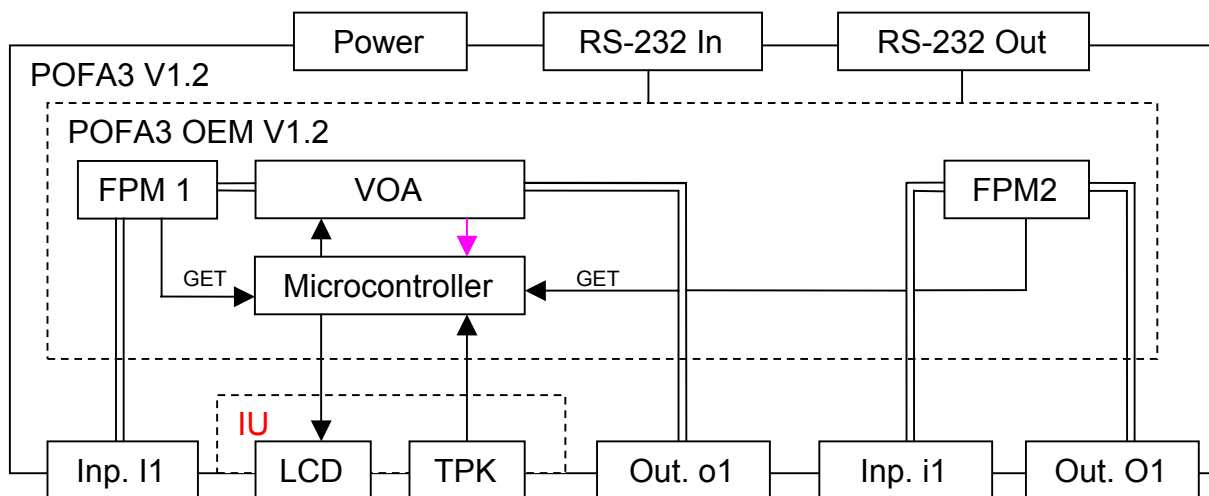 Power
RS-232 In
RS-232 Out
POFA3 V1.2
POFA3 OEM V1.2
FPM 1
VOA
FPM2
GET
Microcontroller
GET
IU
Inp. I1
LCD
TPK
Out. o1
Inp. i1
Out. O1